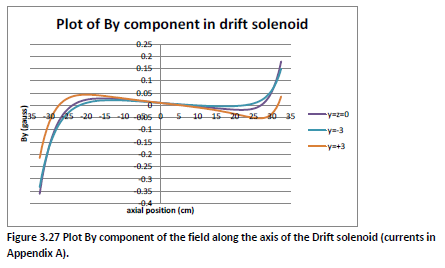 Plot of By component in drift solenoid
0.25
0.2
0.15
0.1
0.05
0
-0.05
-0.1
-0.15
-0.2
-0.25
-0.3
-0.35
-0.4
-35 -30 -25 -20 -15 -10 -5 0 5 10 15 20 25 30 35
By (gauss)
axial position (cm)
y=z=0
y=-3
y=+3
Figure 3.27 Plot By component of the field along the axis of the Drift solenoid (currents in
Appendix A).